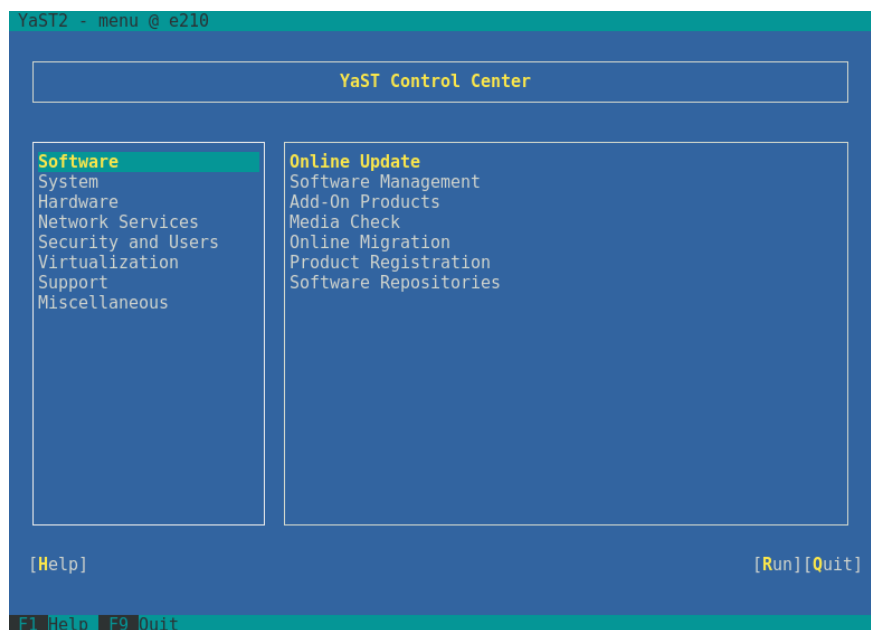 YaST2 - menu @ e210
YaST Control Center
Software
System
Hardware
Network Services
Security and Users
Virtualization
Support
Miscellaneous
Online Update
Software Management
Add-On Products
Media Check
Online Migration
Product Registration
Software Repositories
[Help] [Run][Quit]
F1 Help F9 Quit